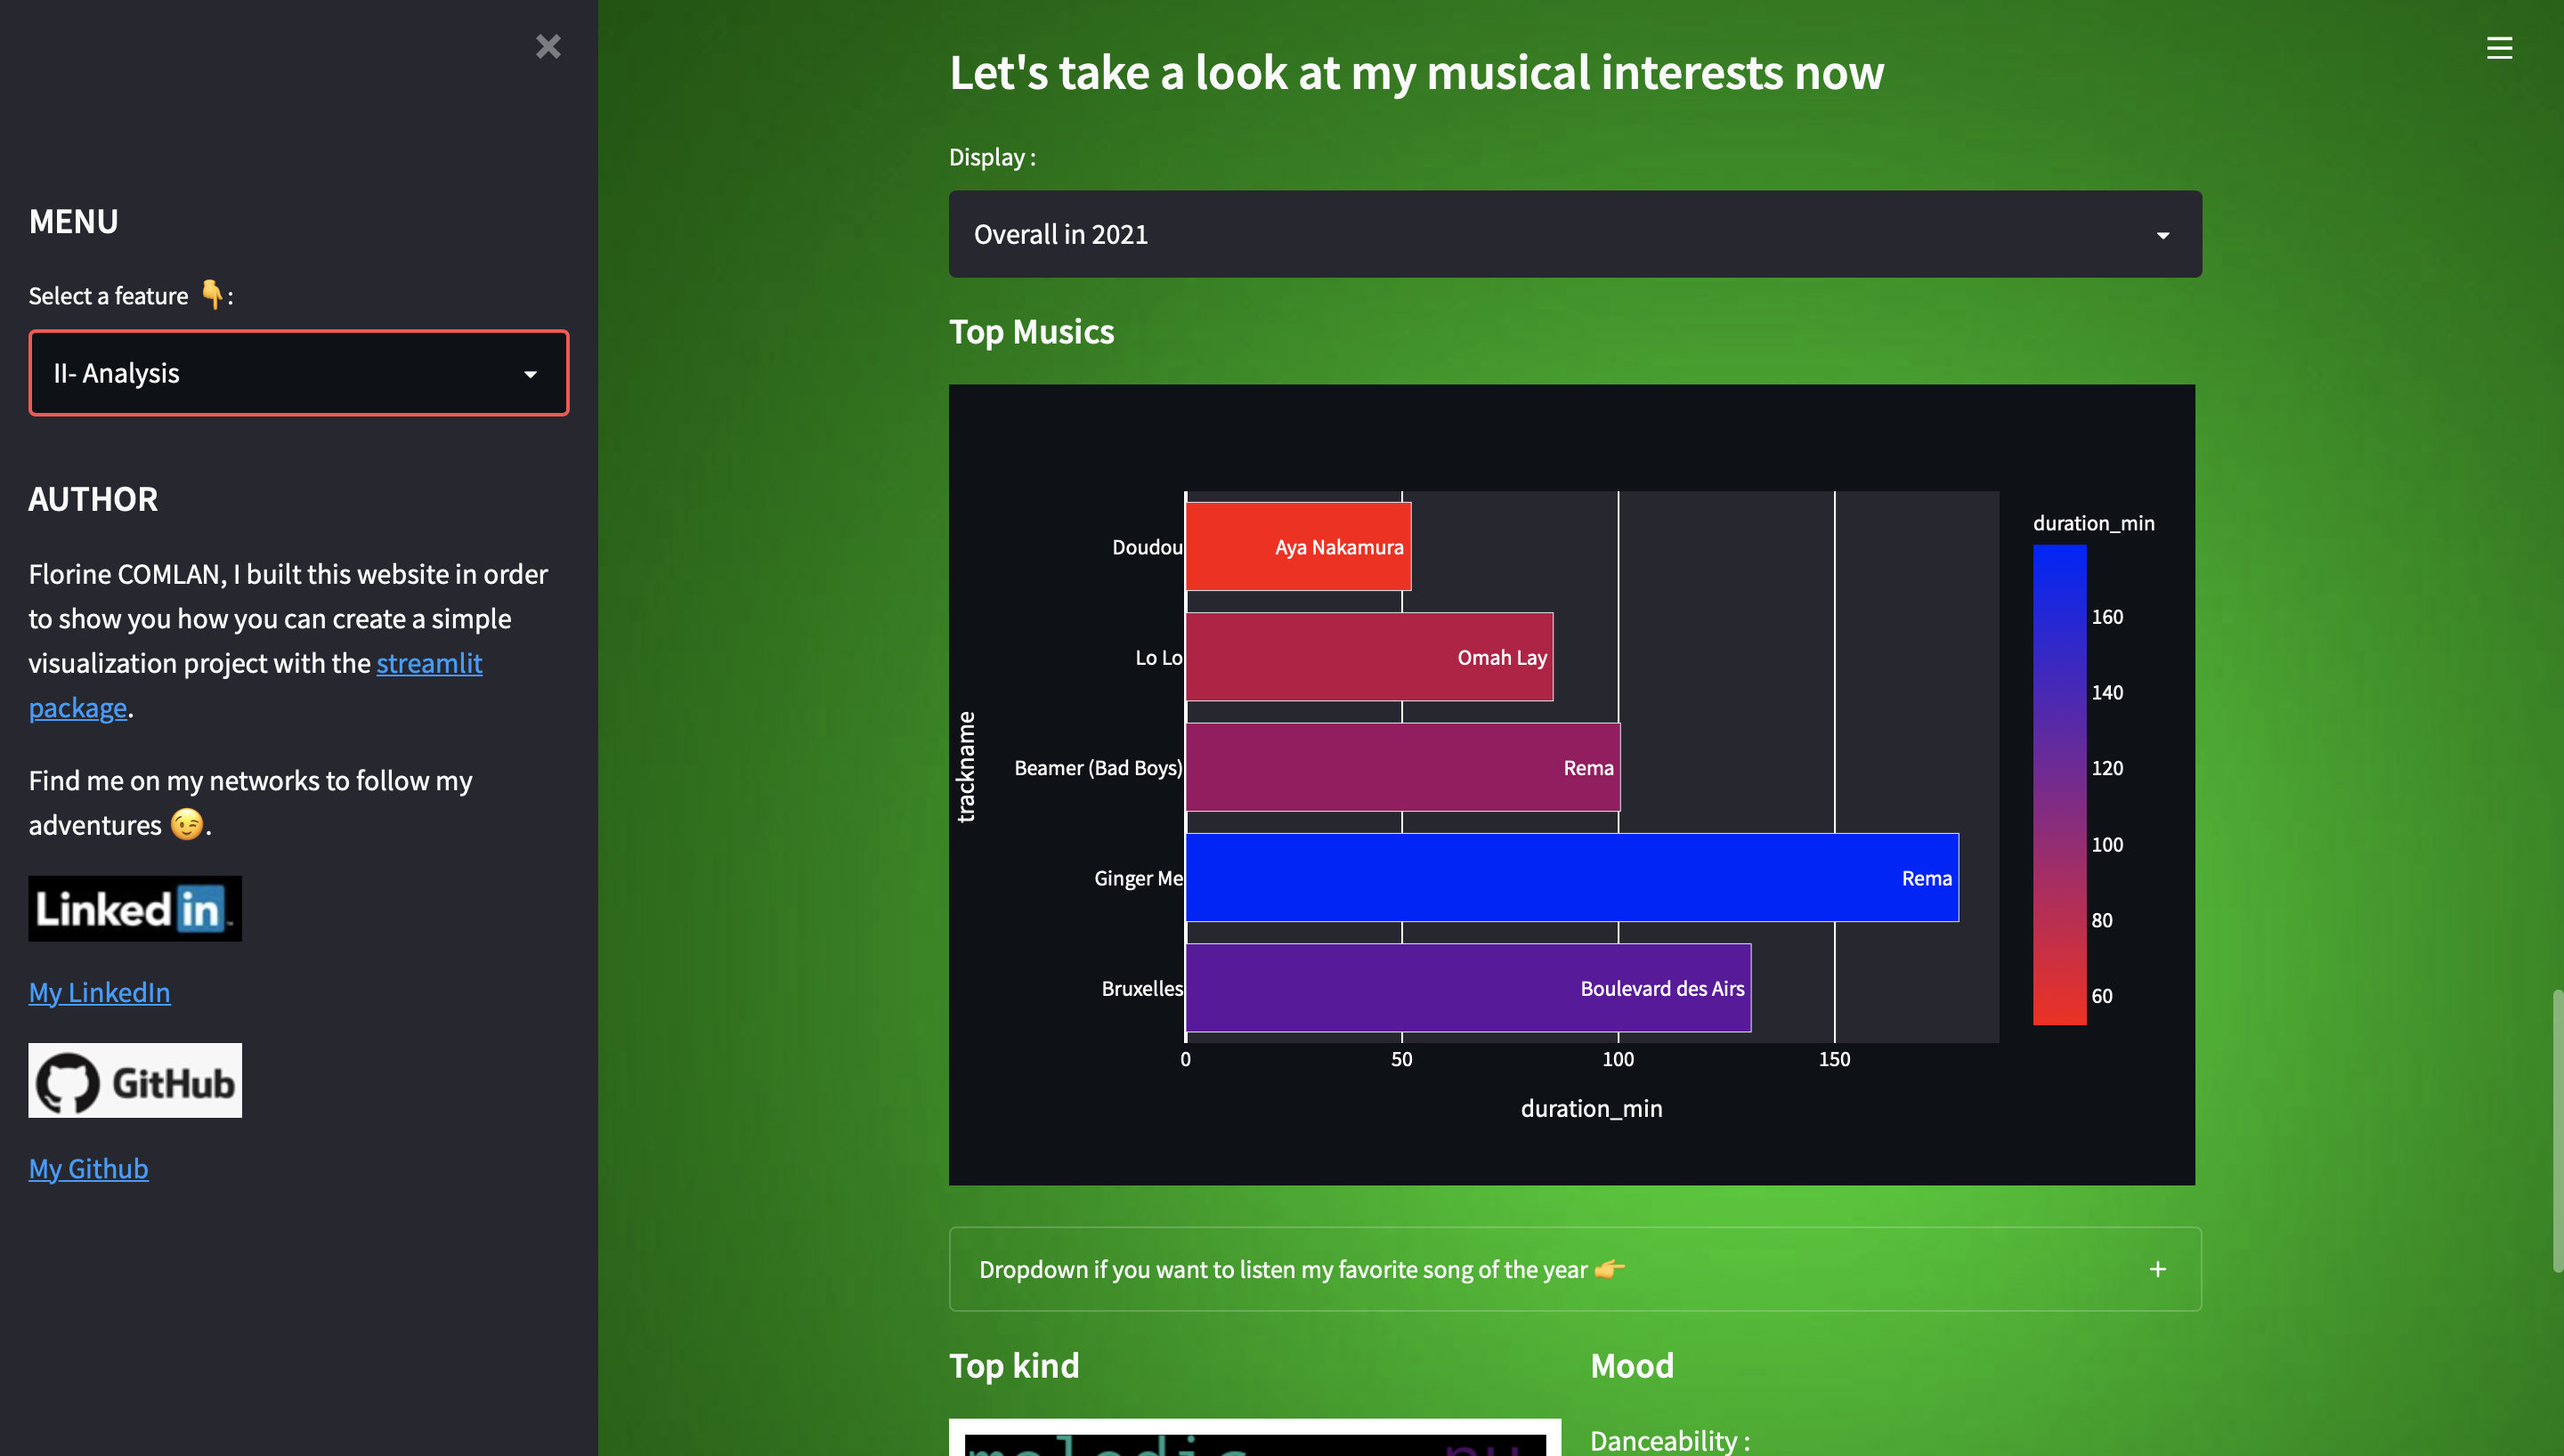 MENU
Select a feature 👇:
II- Analysis
AUTHOR
Florine COMLAN, I built this website in order
to show you how you can create a simple
visualization project with the streamlit
package.
Find me on my networks to follow my
adventures 😉.
Linked in
My LinkedIn
GitHub
My Github
Let's take a look at my musical interests now
Display :
Overall in 2021
Top Musics
trackname
Doudou
Aya Nakamura
Lo Lo
Omah Lay
Beamer (Bad Boys)
Rema
Ginger Me
Rema
Bruxelles
Boulevard des Airs
0 50 100 150
duration_min
duration_min
160
140
120
100
80
60
Dropdown if you want to listen my favorite song of the year 👉
Top kind
Mood
melodic
Danceability :